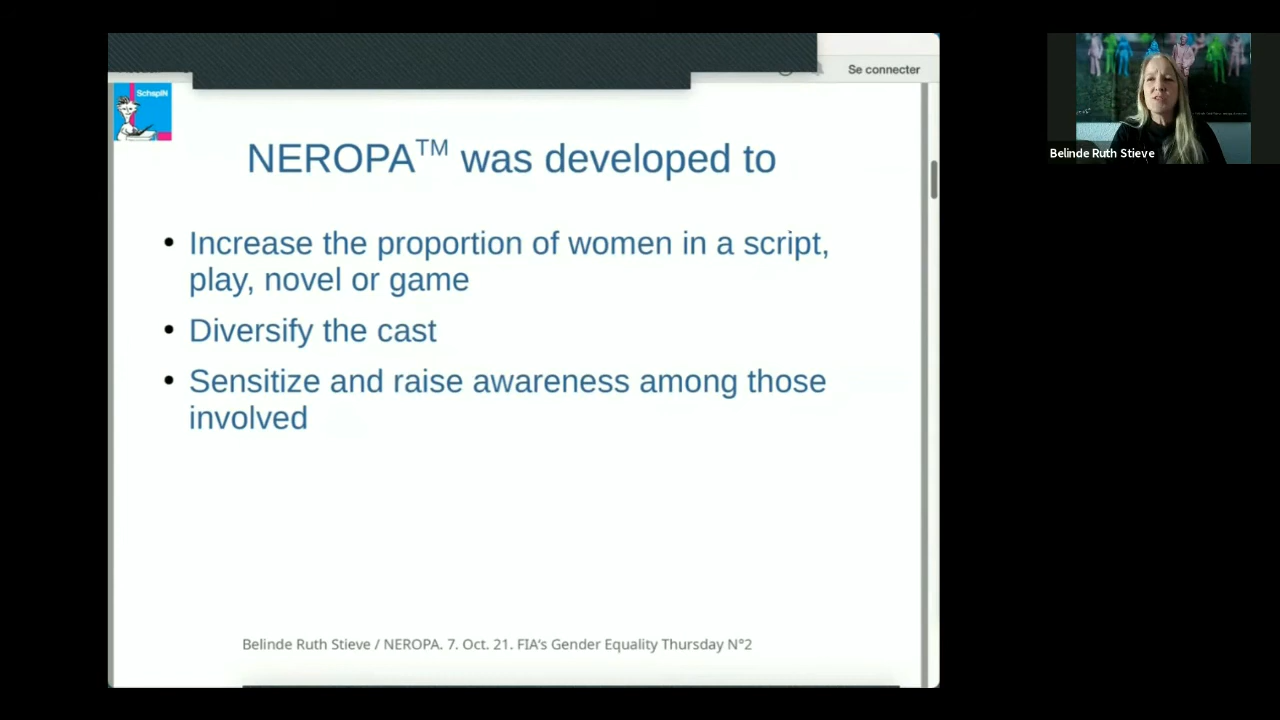 Se connecter
SchspIN
NEROPA™ was developed to
• Increase the proportion of women in a script,
play, novel or game
• Diversify the cast
• Sensitize and raise awareness among those
involved
Belinde Ruth Stieve / NEROPA. 7. Oct. 21. FIA's Gender Equality Thursday N°2
Belinde Ruth Stieve